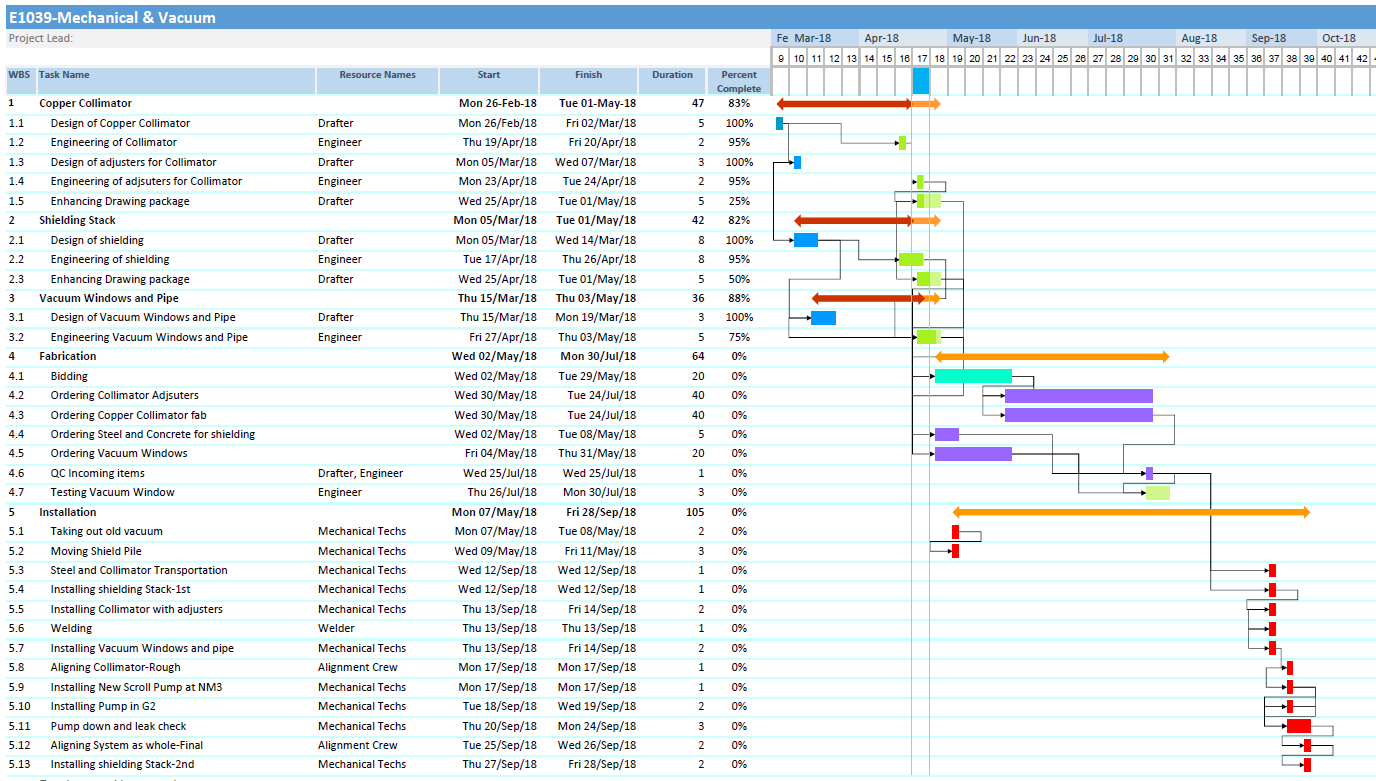 E1039-Mechanical & Vacuum
Project Lead: Fe Mar-18 Apr-18 May-18 Jun-18 Jul-18 Aug-18 Sep-18 Oct-18
9 10 11 12 13 14 15 16 17 18 19 20 21 22 23 24 25 26 27 28 29 30 31 32 33 34 35 36 37 38 39 40 41 42
WBS Task Name Resource Names Start Finish Duration Percent
Complete
1 Copper Collimator Mon 26-Feb-18 Tue 01-May-18 47 83%
1.1 Design of Copper Collimator Drafter Mon 26/Feb/18 Fri 02/Mar/18 5 100%
1.2 Engineering of Collimator Engineer Thu 19/Apr/18 Fri 20/Apr/18 2 95%
1.3 Design of adjusters for Collimator Drafter Mon 05/Mar/18 Wed 07/Mar/18 3 100%
1.4 Engineering of adjsuters for Collimator Engineer Mon 23/Apr/18 Tue 24/Apr/18 2 95%
1.5 Enhancing Drawing package Drafter Wed 25/Apr/18 Tue 01/May/18 5 25%
2 Shielding Stack Mon 05/Mar/18 Tue 01/May/18 42 82%
2.1 Design of shielding Drafter Mon 05/Mar/18 Wed 14/Mar/18 8 100%
2.2 Engineering of shielding Engineer Tue 17/Apr/18 Thu 26/Apr/18 8 95%
2.3 Enhancing Drawing package Drafter Wed 25/Apr/18 Tue 01/May/18 5 50%
3 Vacuum Windows and Pipe Thu 15/Mar/18 Thu 03/May/18 36 88%
3.1 Design of Vacuum Windows and Pipe Drafter Thu 15/Mar/18 Mon 19/Mar/18 3 100%
3.2 Engineering Vacuum Windows and Pipe Engineer Fri 27/Apr/18 Thu 03/May/18 5 75%
4 Fabrication Wed 02/May/18 Mon 30/Jul/18 64 0%
4.1 Bidding Wed 02/May/18 Tue 29/May/18 20 0%
4.2 Ordering Collimator Adjsuters Wed 30/May/18 Tue 24/Jul/18 40 0%
4.3 Ordering Copper Collimator fab Wed 30/May/18 Tue 24/Jul/18 40 0%
4.4 Ordering Steel and Concrete for shielding Wed 02/May/18 Tue 08/May/18 5 0%
4.5 Ordering Vacuum Windows Fri 04/May/18 Thu 31/May/18 20 0%
4.6 QC Incoming items Drafter, Engineer Wed 25/Jul/18 Wed 25/Jul/18 1 0%
4.7 Testing Vacuum Window Engineer Thu 26/Jul/18 Mon 30/Jul/18 3 0%
5 Installation Mon 07/May/18 Fri 28/Sep/18 105 0%
5.1 Taking out old vacuum Mechanical Techs Mon 07/May/18 Tue 08/May/18 2 0%
5.2 Moving Shield Pile Mechanical Techs Wed 09/May/18 Fri 11/May/18 3 0%
5.3 Steel and Collimator Transportation Mechanical Techs Wed 12/Sep/18 Wed 12/Sep/18 1 0%
5.4 Installing shielding Stack-1st Mechanical Techs Wed 12/Sep/18 Wed 12/Sep/18 1 0%
5.5 Installing Collimator with adjusters Mechanical Techs Thu 13/Sep/18 Fri 14/Sep/18 2 0%
5.6 Welding Welder Thu 13/Sep/18 Thu 13/Sep/18 1 0%
5.7 Installing Vacuum Windows and pipe Mechanical Techs Thu 13/Sep/18 Fri 14/Sep/18 2 0%
5.8 Aligning Collimator-Rough Alignment Crew Mon 17/Sep/18 Mon 17/Sep/18 1 0%
5.9 Installing New Scroll Pump at NM3 Mechanical Techs Mon 17/Sep/18 Mon 17/Sep/18 1 0%
5.10 Installing Pump in G2 Mechanical Techs Tue 18/Sep/18 Wed 19/Sep/18 2 0%
5.11 Pump down and leak check Mechanical Techs Thu 20/Sep/18 Mon 24/Sep/18 3 0%
5.12 Aligning System as whole-Final Alignment Crew Tue 25/Sep/18 Wed 26/Sep/18 2 0%
5.13 Installing shielding Stack-2nd Mechanical Techs Thu 27/Sep/18 Fri 28/Sep/18 2 0%